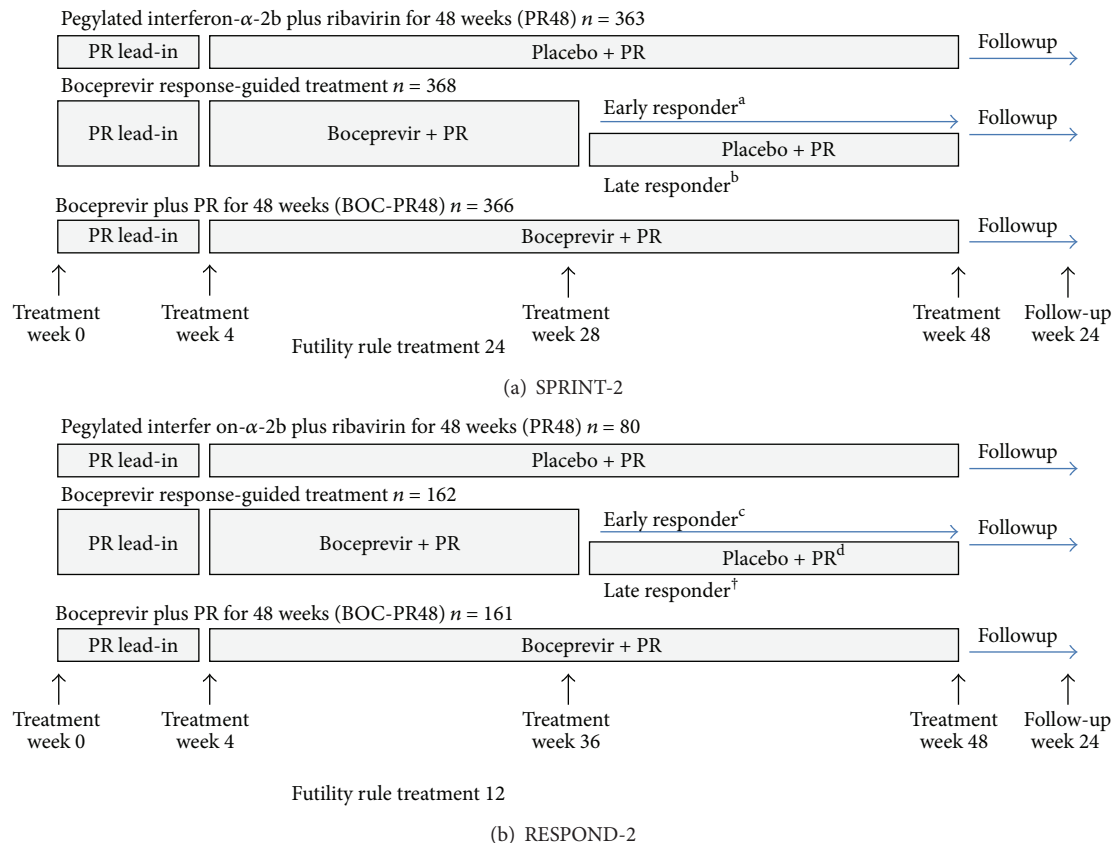 Pegylated interferon-α-2b plus ribavirin for 48 weeks (PR48) n = 363
PR lead-in
Placebo + PR
Followup
Boceprevir response-guided treatment n = 368
PR lead-in
Boceprevir + PR
Early responderᵃ
Placebo + PR
Late responderᵇ
Followup
Boceprevir plus PR for 48 weeks (BOC-PR48) n = 366
PR lead-in
Boceprevir + PR
Followup
Treatment
week 0
Treatment
week 4
Treatment
week 28
Treatment
week 48
Follow-up
week 24
Futility rule treatment 24
(a) SPRINT-2
Pegylated interfer on-α-2b plus ribavirin for 48 weeks (PR48) n = 80
PR lead-in
Placebo + PR
Followup
Boceprevir response-guided treatment n = 162
PR lead-in
Boceprevir + PR
Early responderᶜ
Placebo + PRᵈ
Late responder†
Followup
Boceprevir plus PR for 48 weeks (BOC-PR48) n = 161
PR lead-in
Boceprevir + PR
Followup
Treatment
week 0
Treatment
week 4
Treatment
week 36
Treatment
week 48
Follow-up
week 24
Futility rule treatment 12
(b) RESPOND-2